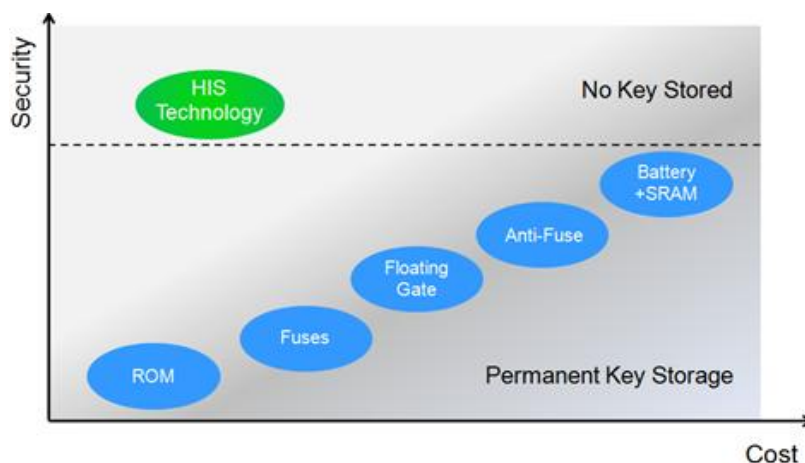 Security
HIS
Technology
No Key Stored
Battery
+SRAM
Anti-Fuse
Floating
Gate
Fuses
ROM
Permanent Key Storage
Cost